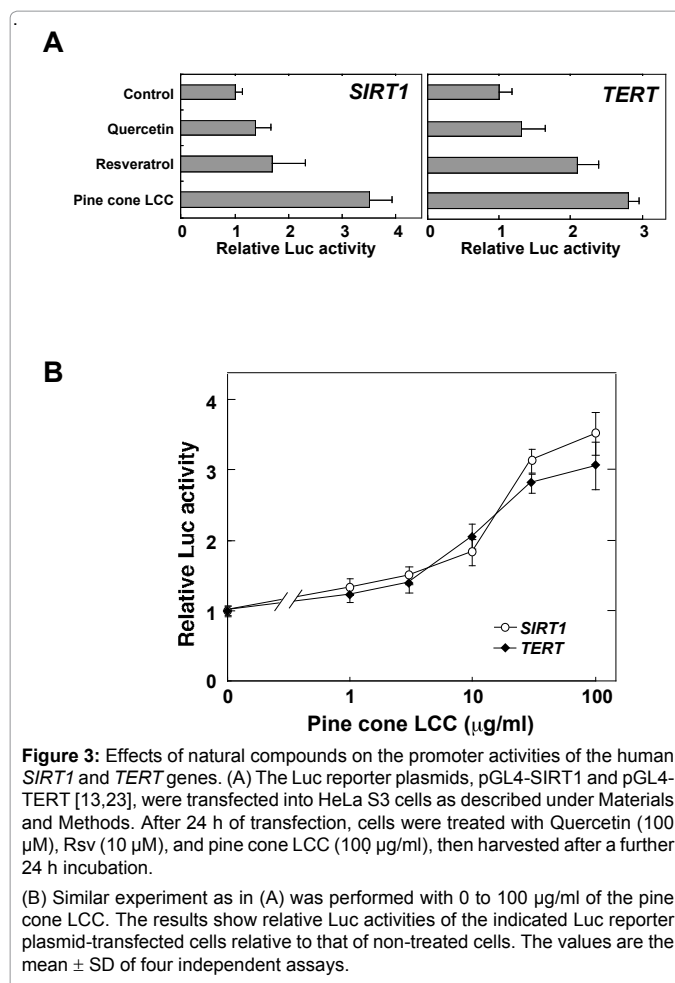 A
SIRT1
TERT
Control
Quercetin
Resveratrol
Pine cone LCC
0 1 2 3 4
0 1 2 3
Relative Luc activity
Relative Luc activity
B
4
3
2
1
0
Relative Luc activity
SIRT1
TERT
0 1 10 100
Pine cone LCC (μg/ml)
Figure 3: Effects of natural compounds on the promoter activities of the human
SIRT1 and TERT genes. (A) The Luc reporter plasmids, pGL4-SIRT1 and pGL4-
TERT [13,23], were transfected into HeLa S3 cells as described under Materials
and Methods. After 24 h of transfection, cells were treated with Quercetin (100
μM), Rsv (10 μM), and pine cone LCC (100 μg/ml), then harvested after a further
24 h incubation.
(B) Similar experiment as in (A) was performed with 0 to 100 μg/ml of the pine
cone LCC. The results show relative Luc activities of the indicated Luc reporter
plasmid-transfected cells relative to that of non-treated cells. The values are the
mean ± SD of four independent assays.